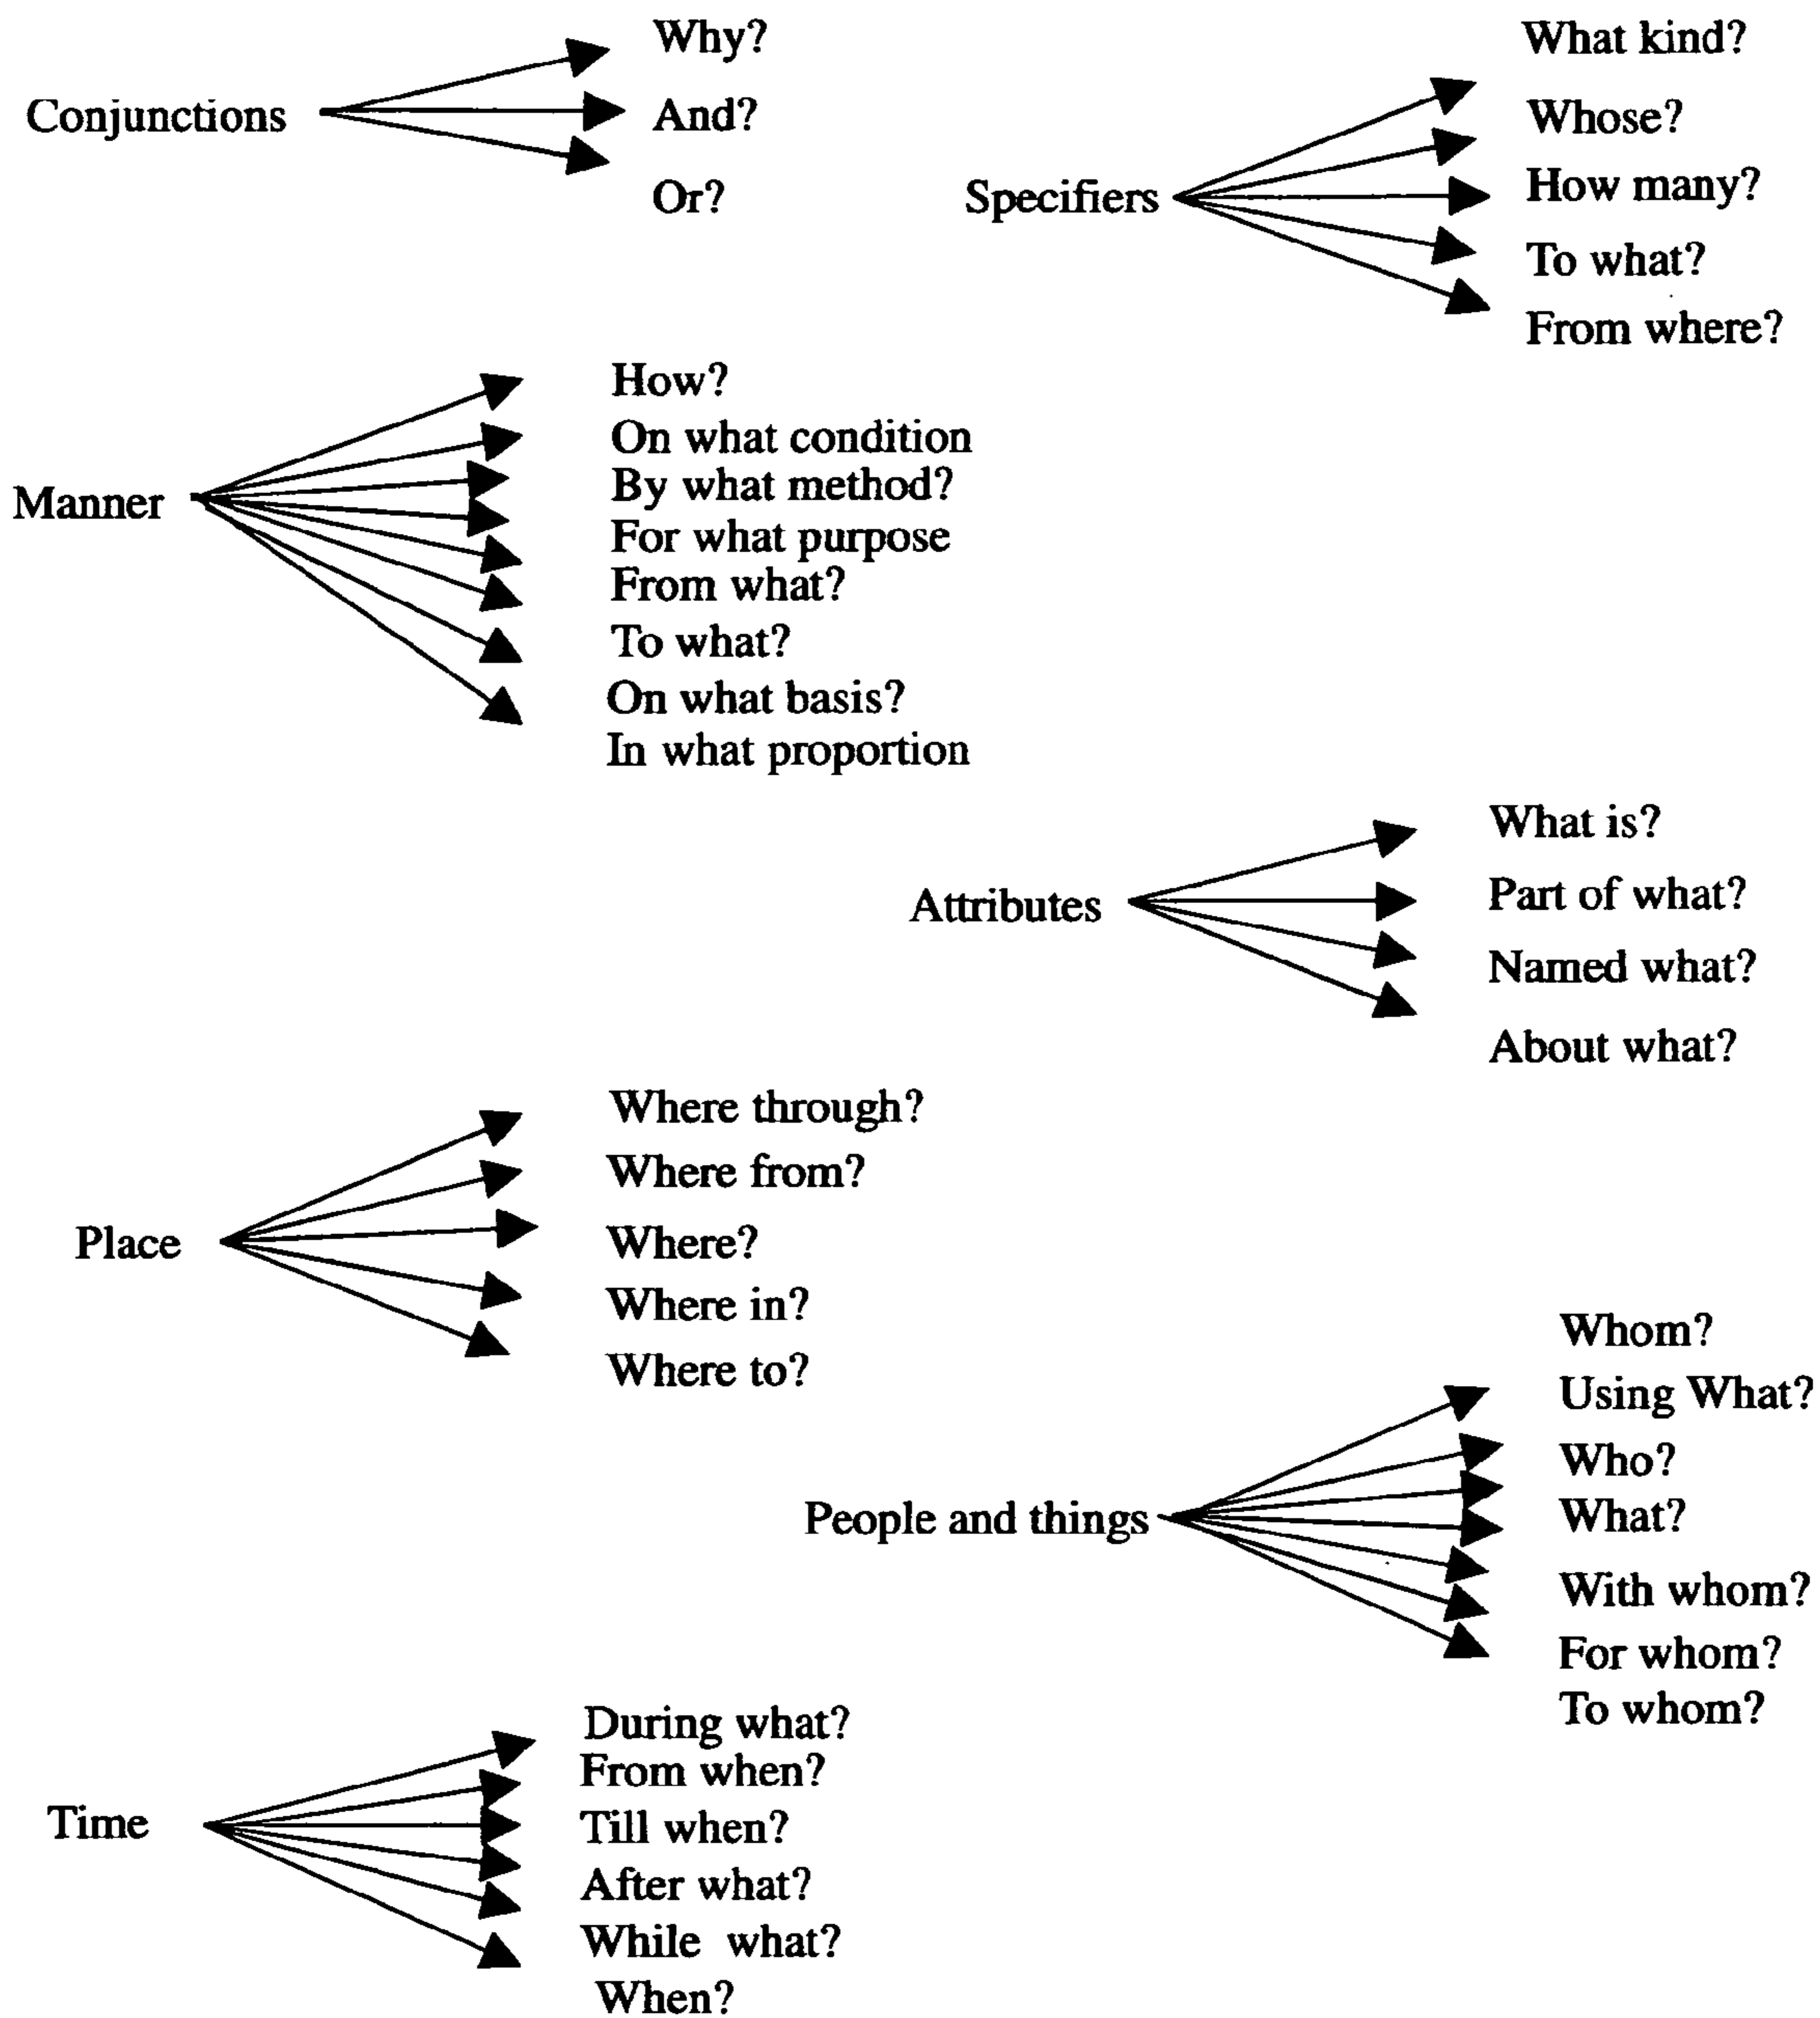 Conjunctions
Why?
And?
Or?
Specifiers
What kind?
Whose?
How many?
To what?
From where?
Manner
How?
On what condition
By what method?
For what purpose
From what?
To what?
On what basis?
In what proportion
Attributes
What is?
Part of what?
Named what?
About what?
Place
Where through?
Where from?
Where?
Where in?
Where to?
People and things
Whom?
Using What?
Who?
What?
With whom?
For whom?
To whom?
Time
During what?
From when?
Till when?
After what?
While what?
When?